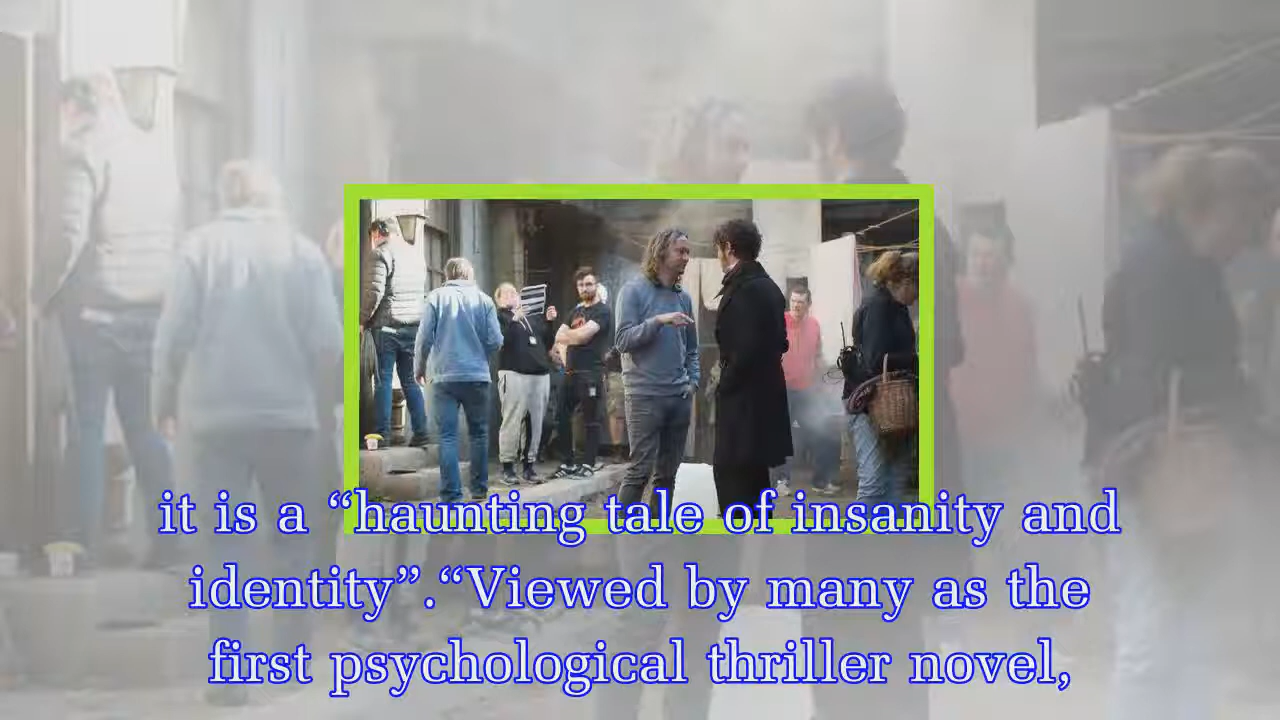 it is a “haunting tale of insanity and
identity”.“Viewed by many as the
first psychological thriller novel,